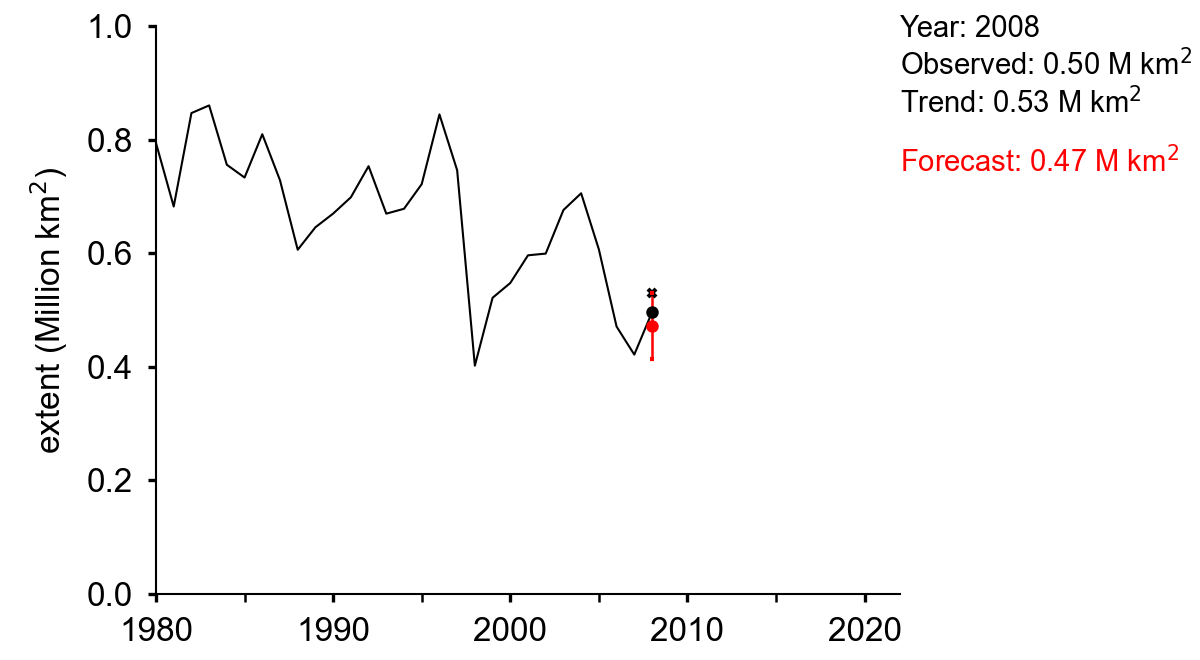 Year: 2008
Observed: 0.50 M km²
Trend: 0.53 M km²
Forecast: 0.47 M km²
extent (Million km²)
1.0
0.8
0.6
0.4
0.2
0.0
1980 1990 2000 2010 2020